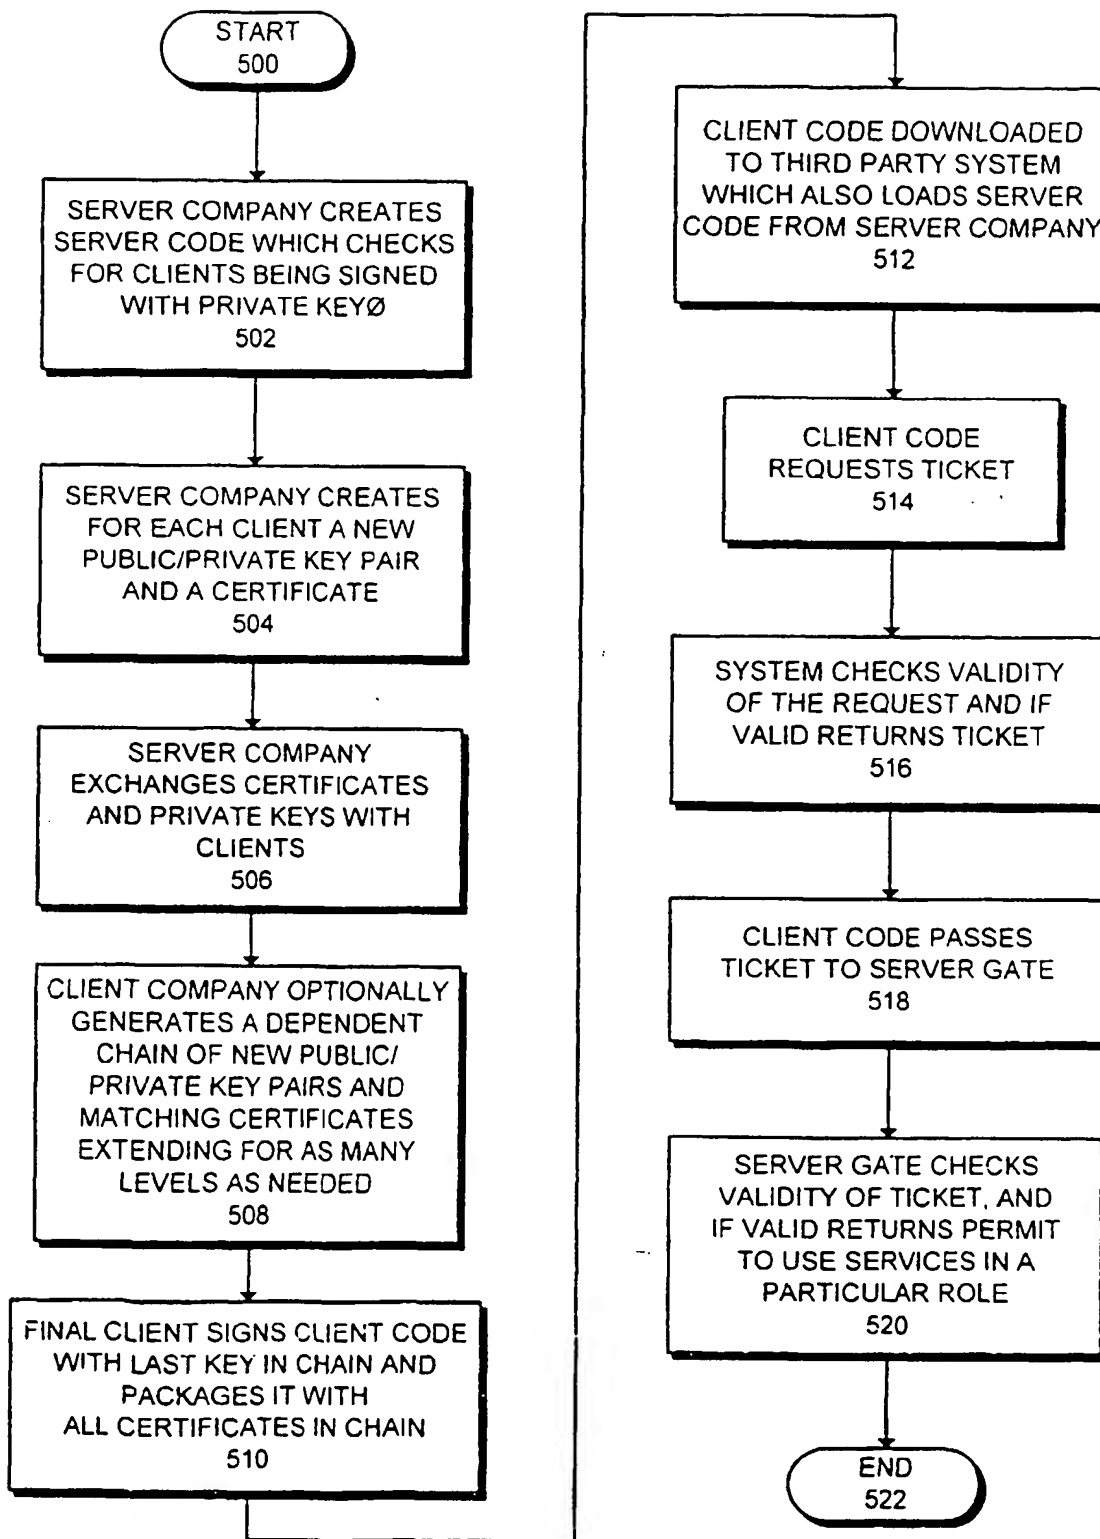 START
500
SERVER COMPANY CREATES
SERVER CODE WHICH CHECKS
FOR CLIENTS BEING SIGNED
WITH PRIVATE KEYØ
502
SERVER COMPANY CREATES
FOR EACH CLIENT A NEW
PUBLIC/PRIVATE KEY PAIR
AND A CERTIFICATE
504
SERVER COMPANY
EXCHANGES CERTIFICATES
AND PRIVATE KEYS WITH
CLIENTS
506
CLIENT COMPANY OPTIONALLY
GENERATES A DEPENDENT
CHAIN OF NEW PUBLIC/
PRIVATE KEY PAIRS AND
MATCHING CERTIFICATES
EXTENDING FOR AS MANY
LEVELS AS NEEDED
508
FINAL CLIENT SIGNS CLIENT CODE
WITH LAST KEY IN CHAIN AND
PACKAGES IT WITH
ALL CERTIFICATES IN CHAIN
510
CLIENT CODE DOWNLOADED
TO THIRD PARTY SYSTEM
WHICH ALSO LOADS SERVER
CODE FROM SERVER COMPANY
512
CLIENT CODE
REQUESTS TICKET
514
SYSTEM CHECKS VALIDITY
OF THE REQUEST AND IF
VALID RETURNS TICKET
516
CLIENT CODE PASSES
TICKET TO SERVER GATE
518
SERVER GATE CHECKS
VALIDITY OF TICKET, AND
IF VALID RETURNS PERMIT
TO USE SERVICES IN A
PARTICULAR ROLE
520
END
522